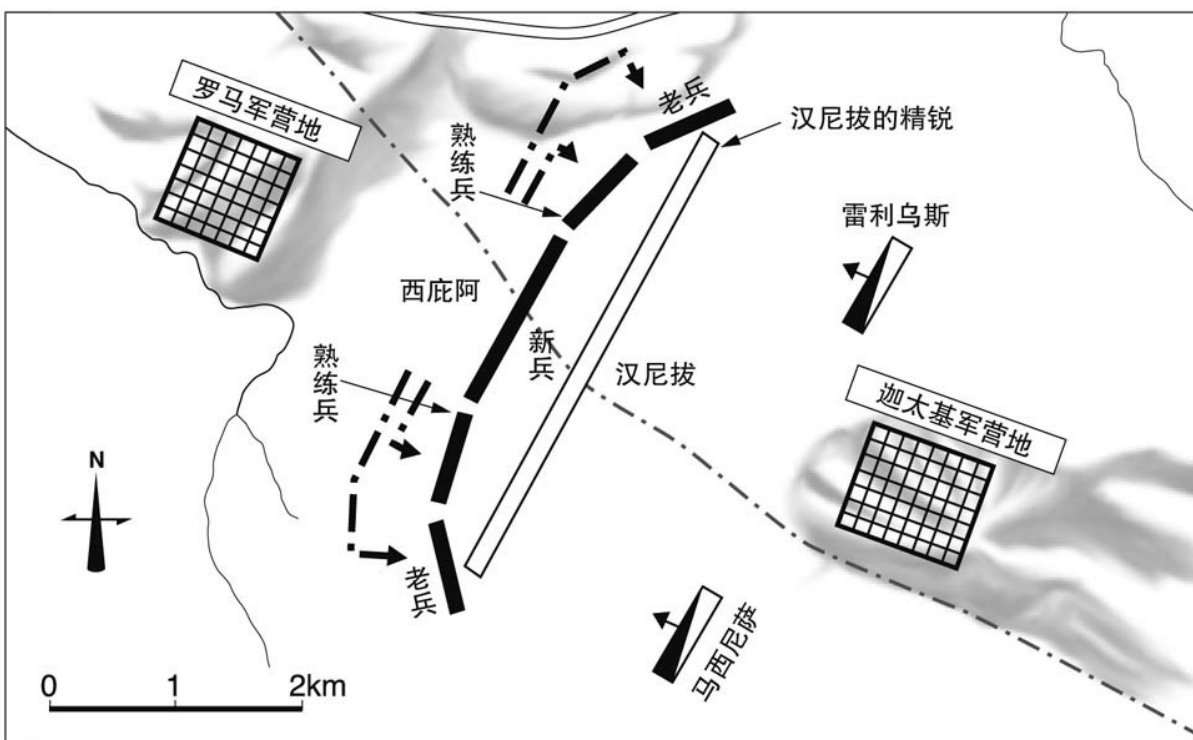 罗马军营地
老兵
汉尼拔的精锐
熟练兵
雷利乌斯
西庇阿
新兵
熟练兵
汉尼拔
迦太基军营地
N
老兵
马西尼萨
0 1 2km